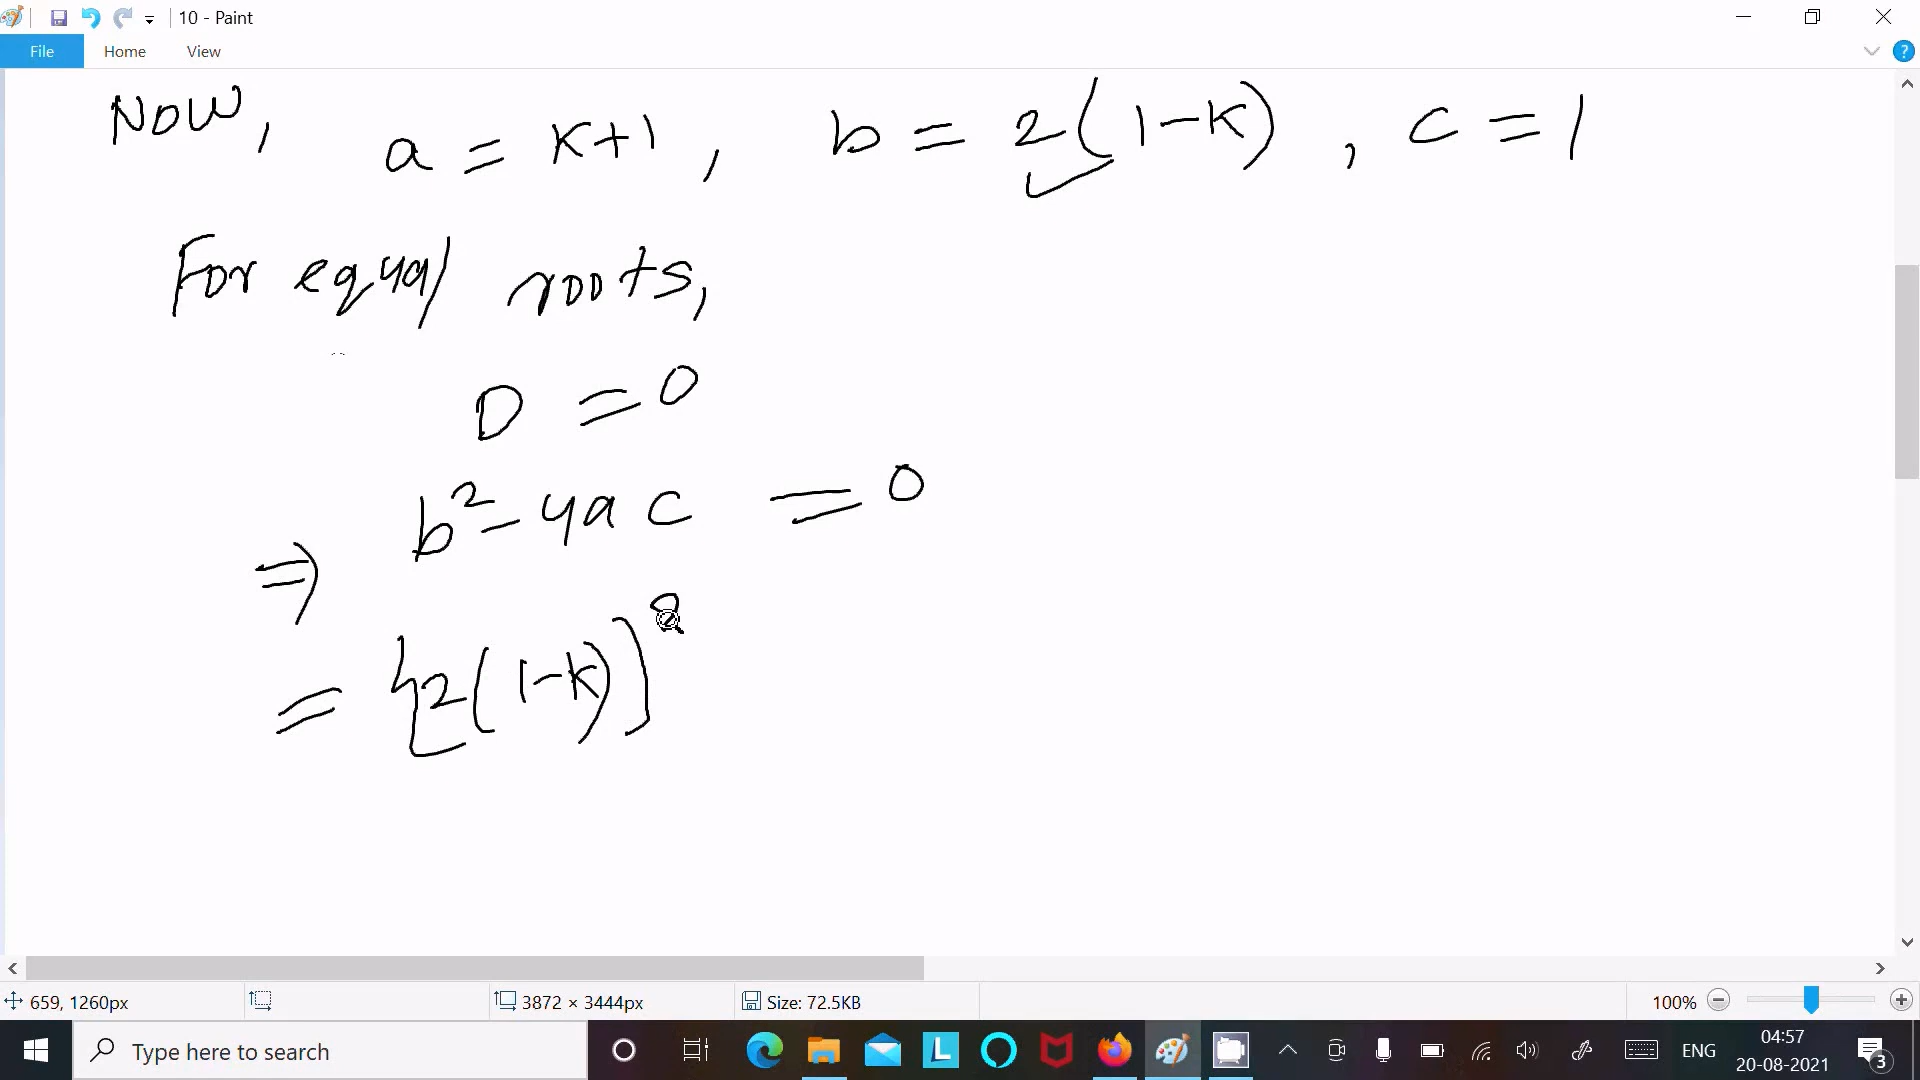 10 - Paint
File Home View
Now, a = k+1, b = 2(1-k), c = 1
For equal roots,
D = 0
b²-4ac = 0
⇒
= {2(1-k)}²
659, 1260px 3872 × 3444px Size: 72.5KB 100%
Type here to search
ENG
04:57
20-08-2021
3